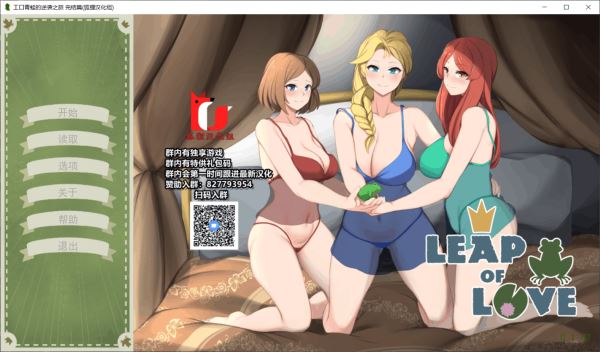 工口青蛙的逆袭之旅 完结篇(狐狸汉化组)
开始
读取
选项
关于
帮助
退出
群内有独享游戏
群内有特供礼包码
群内会第一时间跟进最新汉化
赞助入群：827793954
扫码入群
LEAP
OF
LOVE